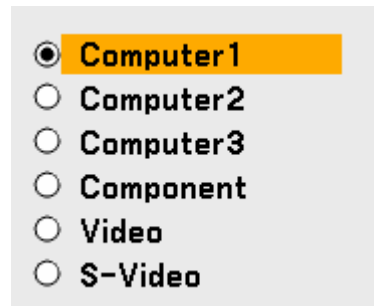 Computer1
Computer2
Computer3
Component
Video
S-Video